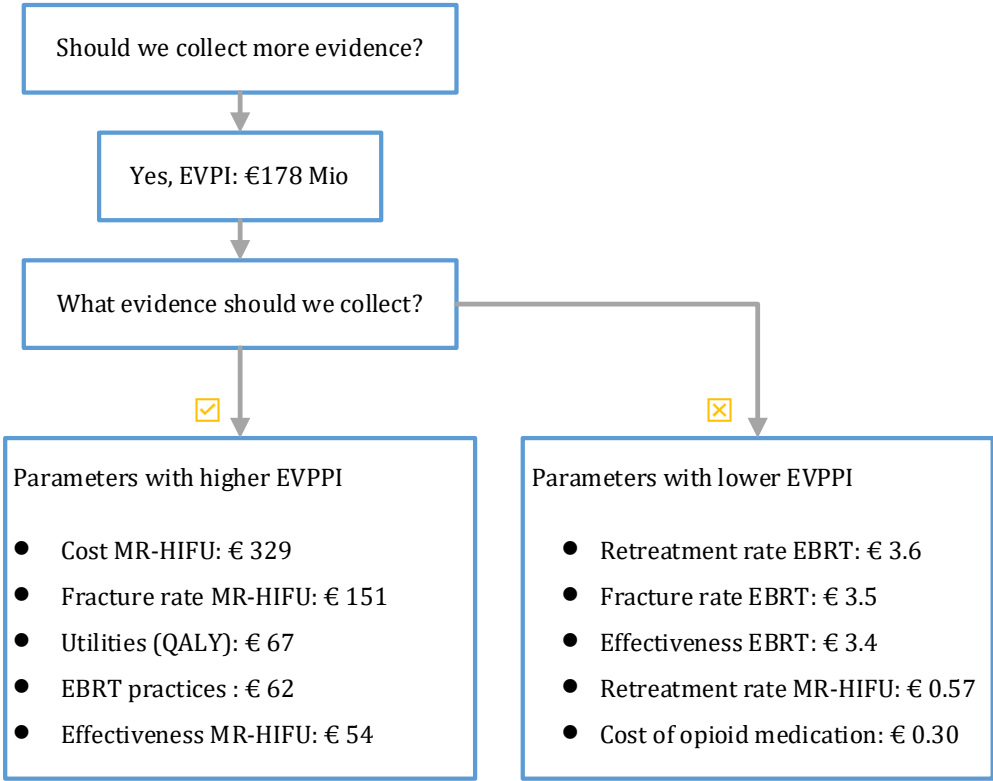 Should we collect more evidence?
Yes, EVPI: €178 Mio
What evidence should we collect?
Parameters with higher EVPPI
● Cost MR-HIFU: € 329
● Fracture rate MR-HIFU: € 151
● Utilities (QALY): € 67
● EBRT practices : € 62
● Effectiveness MR-HIFU: € 54
Parameters with lower EVPPI
● Retreatment rate EBRT: € 3.6
● Fracture rate EBRT: € 3.5
● Effectiveness EBRT: € 3.4
● Retreatment rate MR-HIFU: € 0.57
● Cost of opioid medication: € 0.30